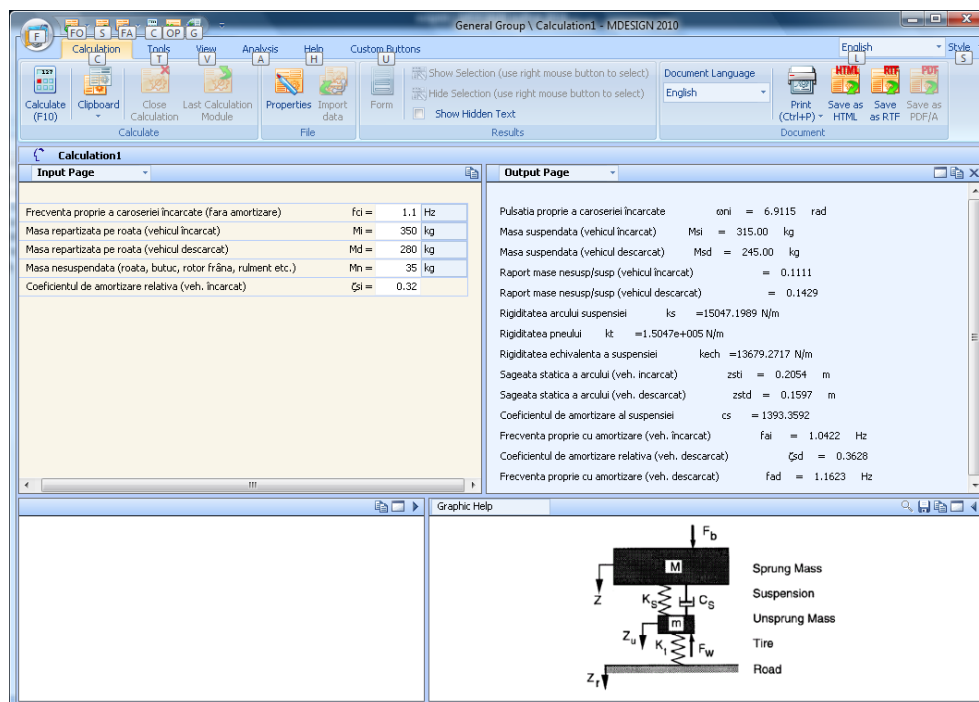 General Group \ Calculation1 - MDESIGN 2010
F FO S FA C OP G
Calculation Tools View Analysis Help Custom Buttons English Style
C T V A H U L S
Show Selection (use right mouse button to select)
Hide Selection (use right mouse button to select)
Show Hidden Text
Document Language
English
Calculate (F10)
Clipboard
Close Calculation
Last Calculation Module
Properties
Import data
Form
Print (Ctrl+P)
HTML
Save as HTML
RTF
Save as RTF
PDF
Save as PDF/A
Calculate File Results Document
Calculation1
Input Page
Frecventa proprie a caroseriei încarcate (fara amortizare) fci = 1.1 Hz
Masa repartizata pe roata (vehicul încarcat) Mi = 350 kg
Masa repartizata pe roata (vehicul descarcat) Md = 280 kg
Masa nesuspendata (roata, butuc, rotor frâna, rulment etc.) Mn = 35 kg
Coeficientul de amortizare relativa (veh. încarcat) ζsi = 0.32
Output Page
Pulsatia proprie a caroseriei încarcate ωni = 6.9115 rad
Masa suspendata (vehicul încarcat) Msi = 315.00 kg
Masa suspendata (vehicul descarcat) Msd = 245.00 kg
Raport mase nesusp/susp (vehicul încarcat) = 0.1111
Raport mase nesusp/susp (vehicul descarcat) = 0.1429
Rigiditatea arcului suspensiei ks =15047.1989 N/m
Rigiditatea pneului kt =1.5047e+005 N/m
Rigiditatea echivalenta a suspensiei kech =13679.2717 N/m
Sageata statica a arcului (veh. incarcat) zsti = 0.2054 m
Sageata statica a arcului (veh. descarcat) zstd = 0.1597 m
Coeficientul de amortizare al suspensiei cs = 1393.3592
Frecventa proprie cu amortizare (veh. încarcat) fai = 1.0422 Hz
Coeficientul de amortizare relativa (veh. descarcat) ζsd = 0.3628
Frecventa proprie cu amortizare (veh. descarcat) fad = 1.1623 Hz
Graphic Help
F_b
M
Sprung Mass
Z
K_S
C_S
Suspension
m
Unsprung Mass
Z_u
K_t
F_w
Tire
Road
Z_r